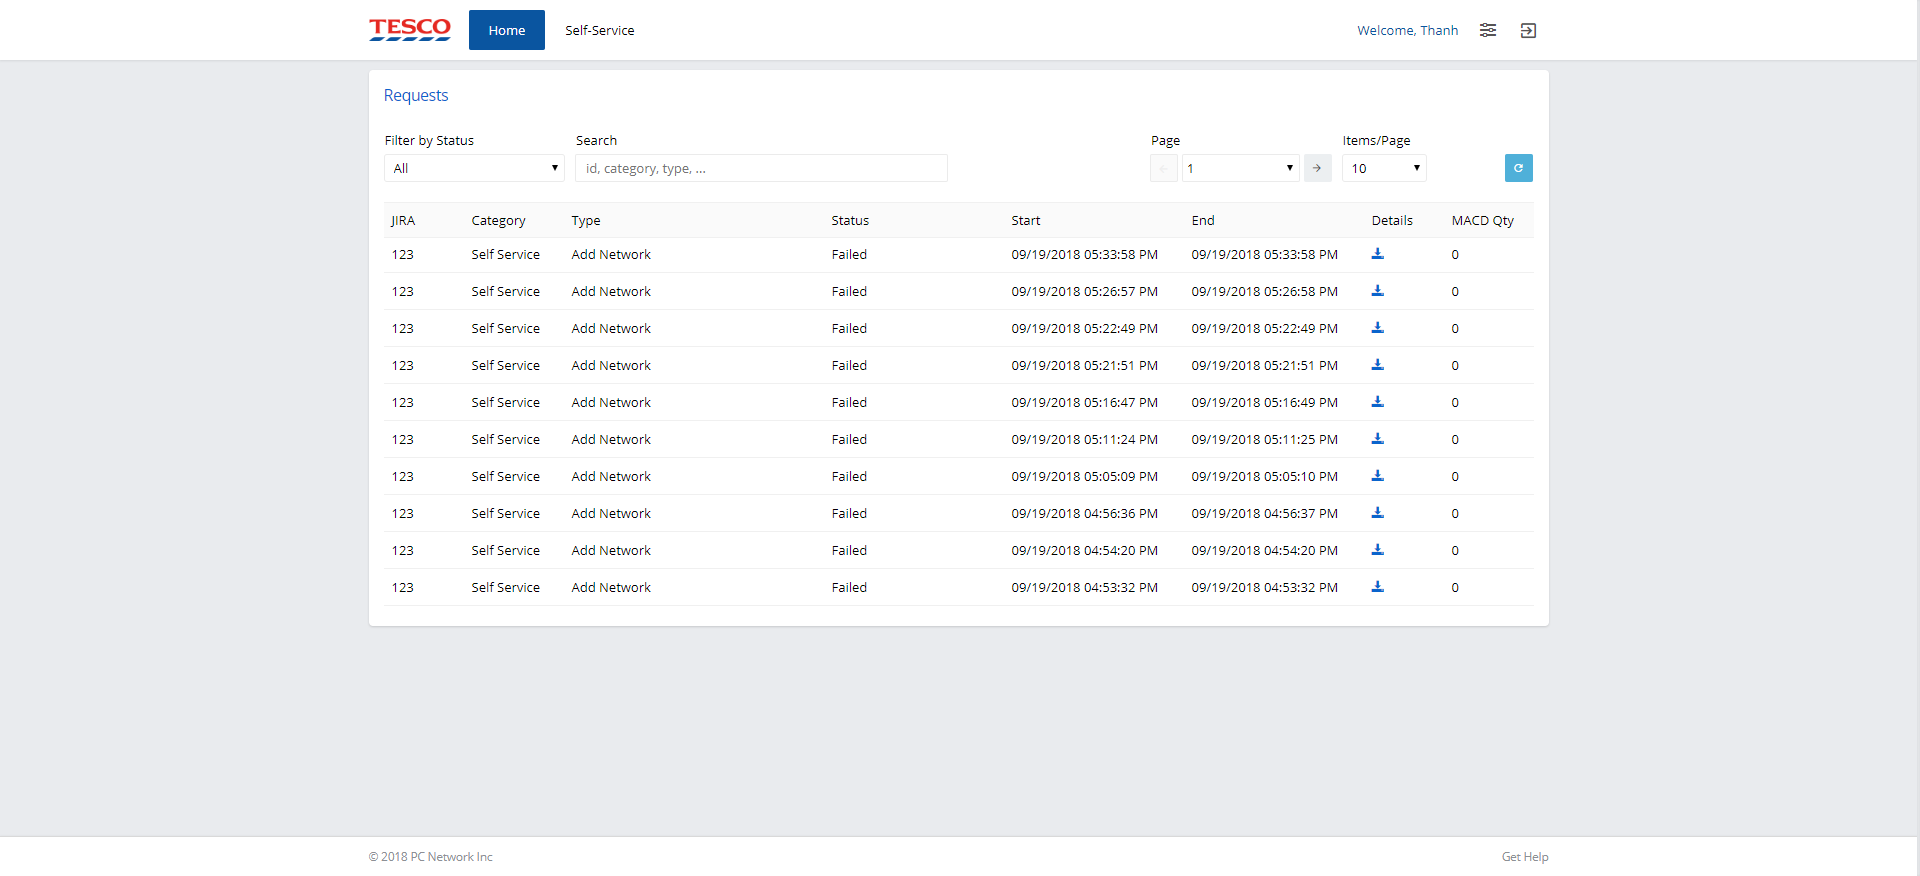 TESCO Home Self-Service Welcome, Thanh
Requests
Filter by Status Search Page Items/Page
All id, category, type, ... 1 10
JIRA Category Type Status Start End Details MACD Qty
123 Self Service Add Network Failed 09/19/2018 05:33:58 PM 09/19/2018 05:33:58 PM 0
123 Self Service Add Network Failed 09/19/2018 05:26:57 PM 09/19/2018 05:26:58 PM 0
123 Self Service Add Network Failed 09/19/2018 05:22:49 PM 09/19/2018 05:22:49 PM 0
123 Self Service Add Network Failed 09/19/2018 05:21:51 PM 09/19/2018 05:21:51 PM 0
123 Self Service Add Network Failed 09/19/2018 05:16:47 PM 09/19/2018 05:16:49 PM 0
123 Self Service Add Network Failed 09/19/2018 05:11:24 PM 09/19/2018 05:11:25 PM 0
123 Self Service Add Network Failed 09/19/2018 05:05:09 PM 09/19/2018 05:05:10 PM 0
123 Self Service Add Network Failed 09/19/2018 04:56:36 PM 09/19/2018 04:56:37 PM 0
123 Self Service Add Network Failed 09/19/2018 04:54:20 PM 09/19/2018 04:54:20 PM 0
123 Self Service Add Network Failed 09/19/2018 04:53:32 PM 09/19/2018 04:53:32 PM 0
© 2018 PC Network Inc Get Help